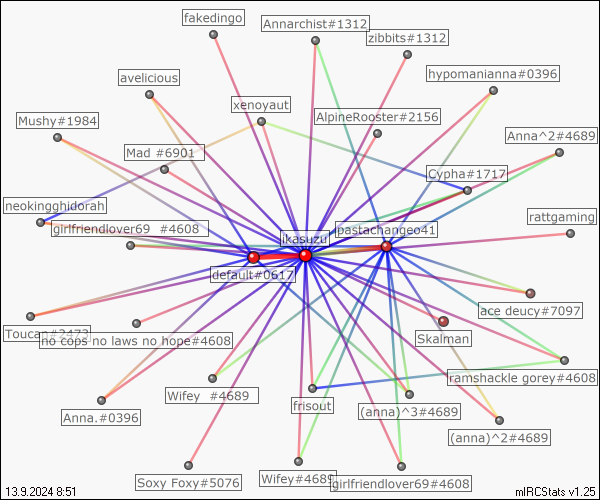 fakedingo
Annarchist#1312
zibbits#1312
avelicious
hypomanianna#0396
xenoyaut
Mushy#1984
AlpineRooster#2156
Anna^2#4689
Mad #6901
Cypha#1717
neokingghidorah
rattgaming
girlfriendlover69 #4608
pastachangeo41
ikasuzu
default#0617
ace deucy#7097
Toucan#2473
no cops no laws no hope#4608
Skalman
ramshackle gorey#4608
Wifey #4689
frisout
(anna)^3#4689
Anna.#0396
(anna)^2#4689
Soxy Foxy#5076
Wifey#4689
girlfriendlover69#4608
13.9.2024 8:51
mIRCStats v1.25